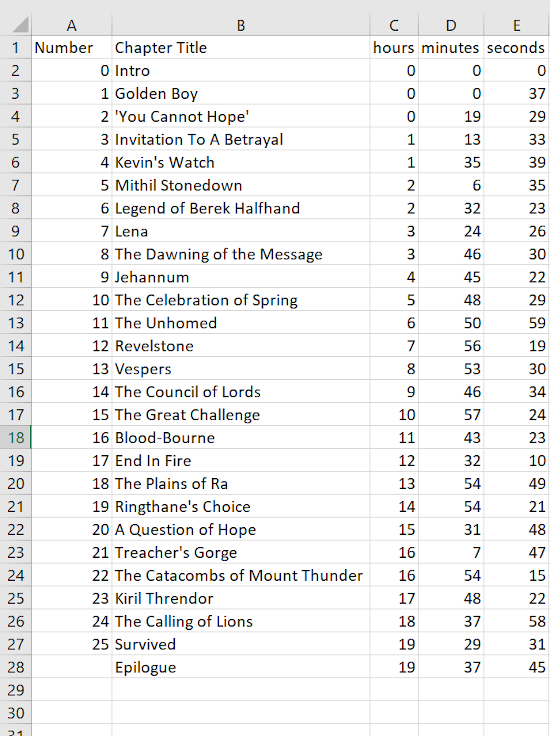 A B C D E
1 Number Chapter Title hours minutes seconds
2 0 Intro 0 0 0
3 1 Golden Boy 0 0 37
4 2 'You Cannot Hope' 0 19 29
5 3 Invitation To A Betrayal 1 13 33
6 4 Kevin's Watch 1 35 39
7 5 Mithil Stonedown 2 6 35
8 6 Legend of Berek Halfhand 2 32 23
9 7 Lena 3 24 26
10 8 The Dawning of the Message 3 46 30
11 9 Jehannum 4 45 22
12 10 The Celebration of Spring 5 48 29
13 11 The Unhomed 6 50 59
14 12 Revelstone 7 56 19
15 13 Vespers 8 53 30
16 14 The Council of Lords 9 46 34
17 15 The Great Challenge 10 57 24
18 16 Blood-Bourne 11 43 23
19 17 End In Fire 12 32 10
20 18 The Plains of Ra 13 54 49
21 19 Ringthane's Choice 14 54 21
22 20 A Question of Hope 15 31 48
23 21 Treacher's Gorge 16 7 47
24 22 The Catacombs of Mount Thunder 16 54 15
25 23 Kiril Threndor 17 48 22
26 24 The Calling of Lions 18 37 58
27 25 Survived 19 29 31
28 Epilogue 19 37 45
29
30
31